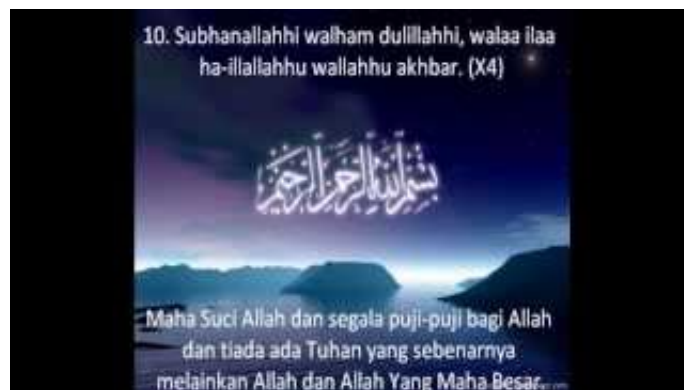 10. Subhanallahhi walham dulillahhi, walaa ilaa
ha-illallahhu wallahhu akhbar. (X4)
بسم الله الرحمن الرحيم
Maha Suci Allah dan segala puji-puji bagi Allah
dan tiada ada Tuhan yang sebenarnya
melainkan Allah dan Allah Yang Maha Besar.